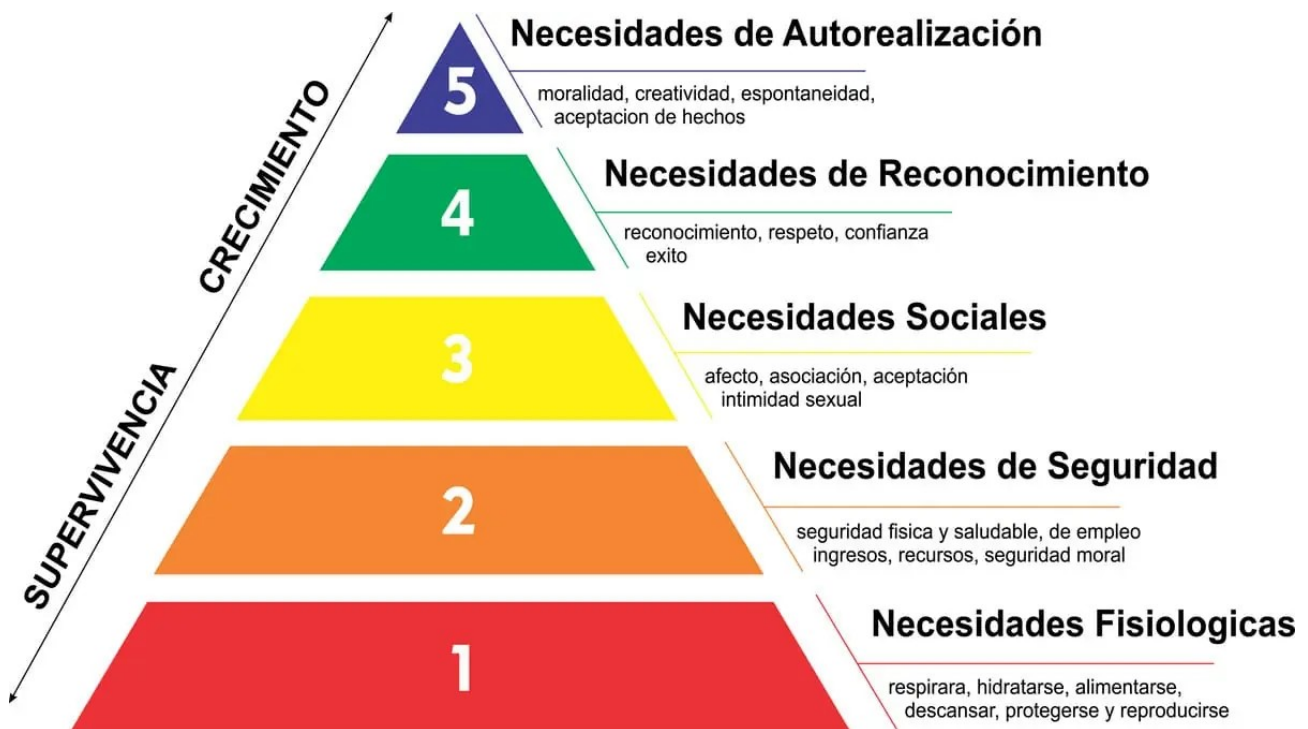 Necesidades de Autorealización
5
moralidad, creatividad, espontaneidad,
aceptacion de hechos
CRECIMIENTO
Necesidades de Reconocimiento
4
reconocimiento, respeto, confianza
exito
Necesidades Sociales
3
afecto, asociación, aceptación
intimidad sexual
SUPERVIVENCIA
Necesidades de Seguridad
2
seguridad fisica y saludable, de empleo
ingresos, recursos, seguridad moral
Necesidades Fisiologicas
1
respirara, hidratarse, alimentarse,
descansar, protegerse y reproducirse